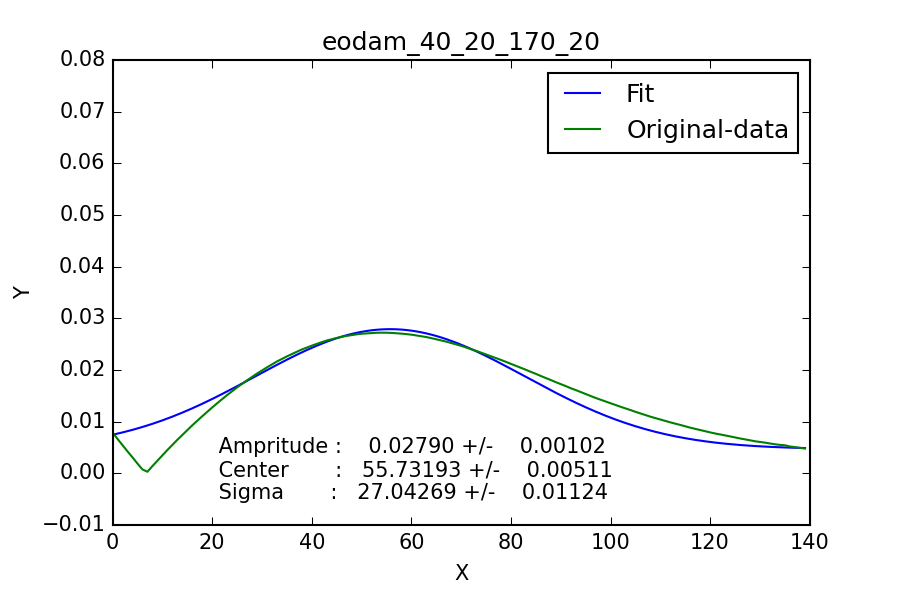 eodam_40_20_170_20
0.08
0.07
0.06
0.05
0.04
0.03
0.02
0.01
0.00
−0.01
Y
Fit
Original-data
Ampritude : 0.02790 +/- 0.00102
Center : 55.73193 +/- 0.00511
Sigma : 27.04269 +/- 0.01124
0 20 40 60 80 100 120 140
X